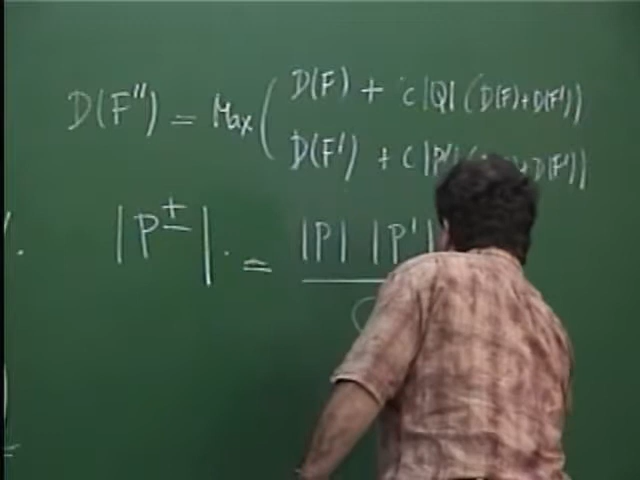 D(F'') = Max( D(F) + c|Q| (D(F)+D(F'))
D(F') + c|P'| D(F'))
|P^±| = |P| |P'|